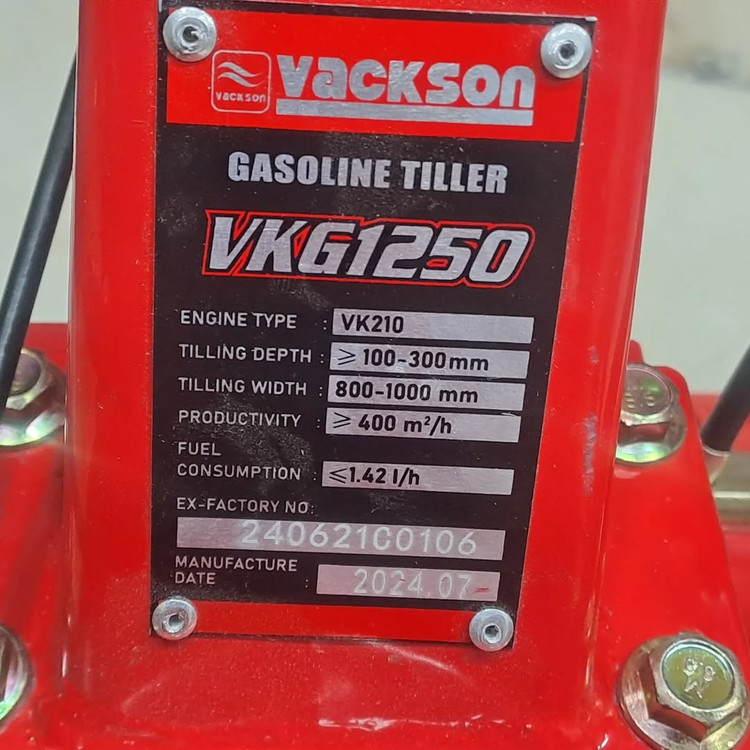 VACKSON
VACKSON
GASOLINE TILLER
VKG1250
ENGINE TYPE : VK210
TILLING DEPTH : ≥ 100-300mm
TILLING WIDTH : 800-1000 mm
PRODUCTIVITY : ≥ 400 m²/h
FUEL
CONSUMPTION : ≤1.42 l/h
EX-FACTORY NO:
24062100106
MANUFACTURE
DATE : 2024.07